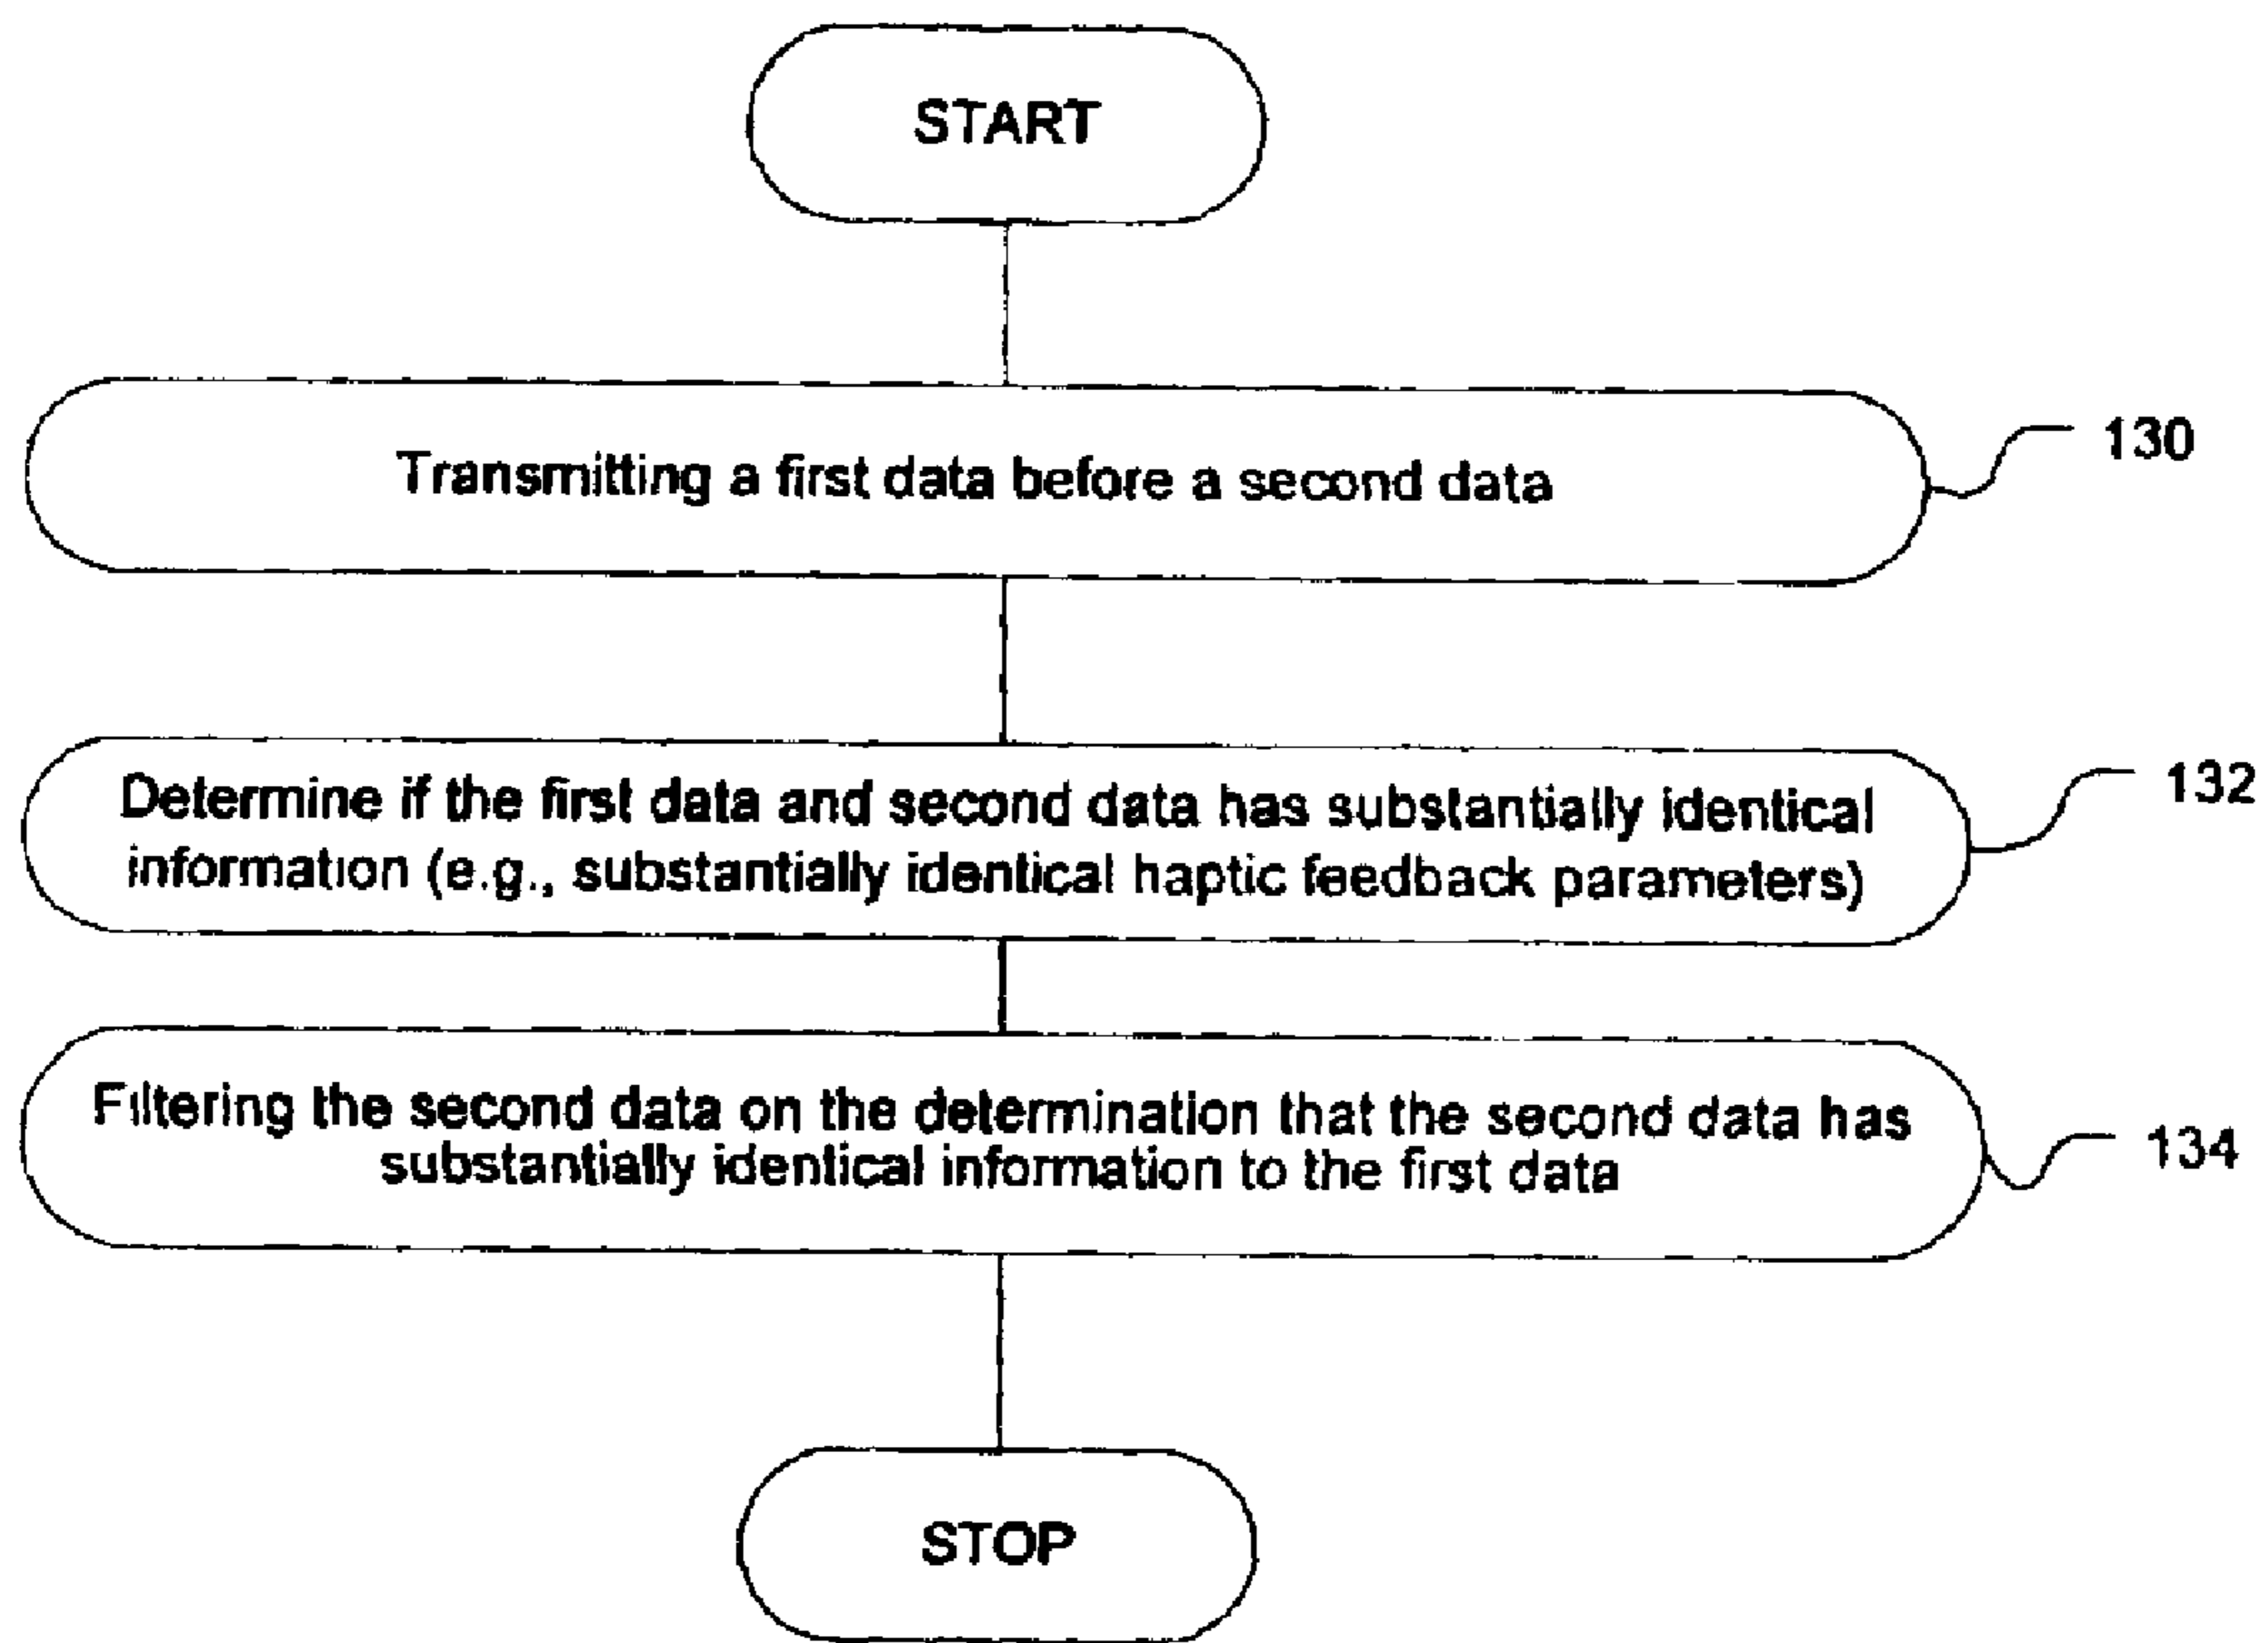 START
Transmitting a first data before a second data
130
Determine if the first data and second data has substantially identical
information (e.g., substantially identical haptic feedback parameters)
132
Filtering the second data on the determination that the second data has
substantially identical information to the first data
134
STOP